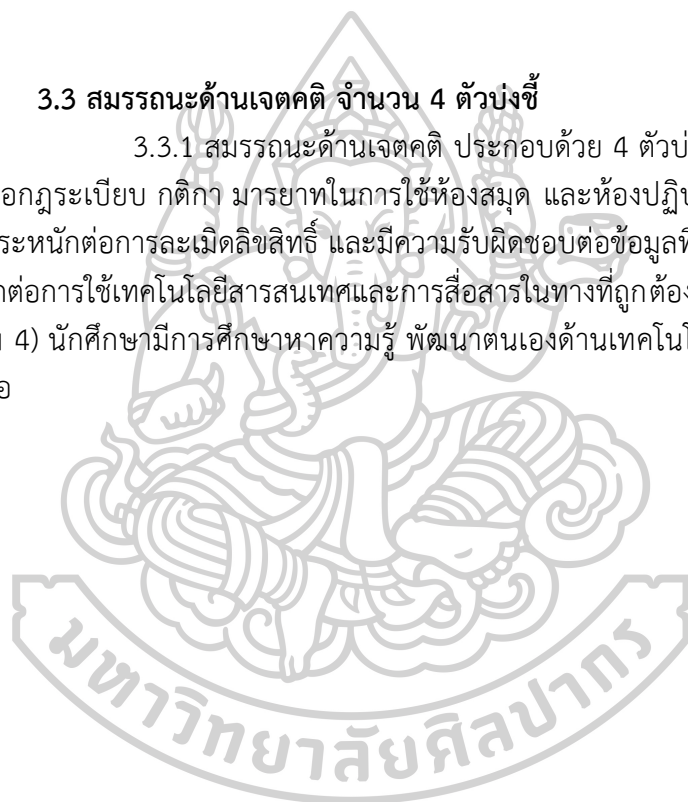 3.3 สมรรถนะด้านเจตคติ จำนวน 4 ตัวบ่งชี้
3.3.1 สมรรถนะด้านเจตคติ ประกอบด้วย 4 ตัวบ่
อกฎระเบียบ กติกา มารยาทในการใช้ห้องสมุด และห้องปฏิบ
ระหนักต่อการละเมิดลิขสิทธิ์ และมีความรับผิดชอบต่อข้อมูลที
ต่อการใช้เทคโนโลยีสารสนเทศและการสื่อสารในทางที่ถูกต้อง
4) นักศึกษามีการศึกษาหาความรู้ พัฒนาตนเองด้านเทคโนโ
อ
มหาวิทยาลัยศิลปากร